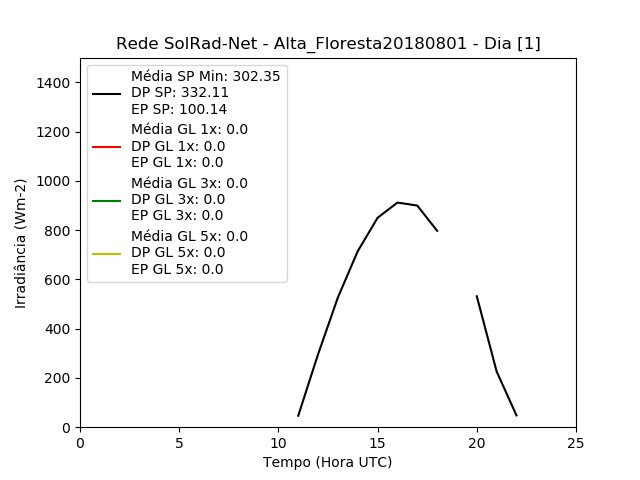 Rede SolRad-Net - Alta_Floresta20180801 - Dia [1]
Média SP Min: 302.35
DP SP: 332.11
EP SP: 100.14
Média GL 1x: 0.0
DP GL 1x: 0.0
EP GL 1x: 0.0
Média GL 3x: 0.0
DP GL 3x: 0.0
EP GL 3x: 0.0
Média GL 5x: 0.0
DP GL 5x: 0.0
EP GL 5x: 0.0
Irradiância (Wm-2)
1400
1200
1000
800
600
400
200
0
0 5 10 15 20 25
Tempo (Hora UTC)